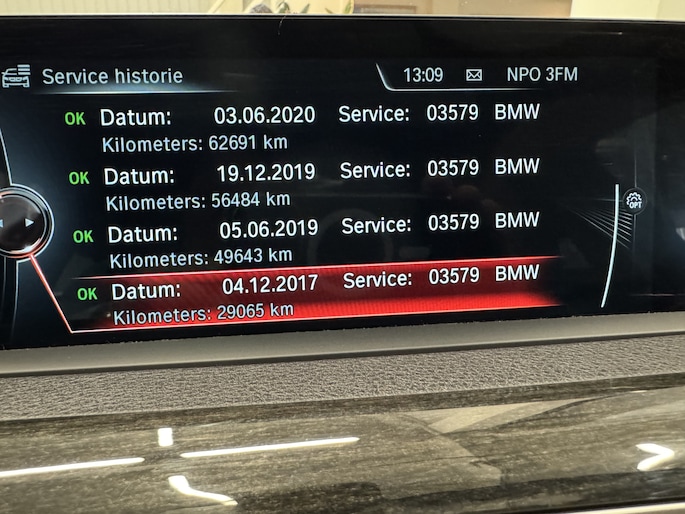 Service historie 13:09 NPO 3FM
OK Datum: 03.06.2020 Service: 03579 BMW
Kilometers: 62691 km
OK Datum: 19.12.2019 Service: 03579 BMW
Kilometers: 56484 km
OK Datum: 05.06.2019 Service: 03579 BMW
Kilometers: 49643 km
OK Datum: 04.12.2017 Service: 03579 BMW
Kilometers: 29065 km
OPT